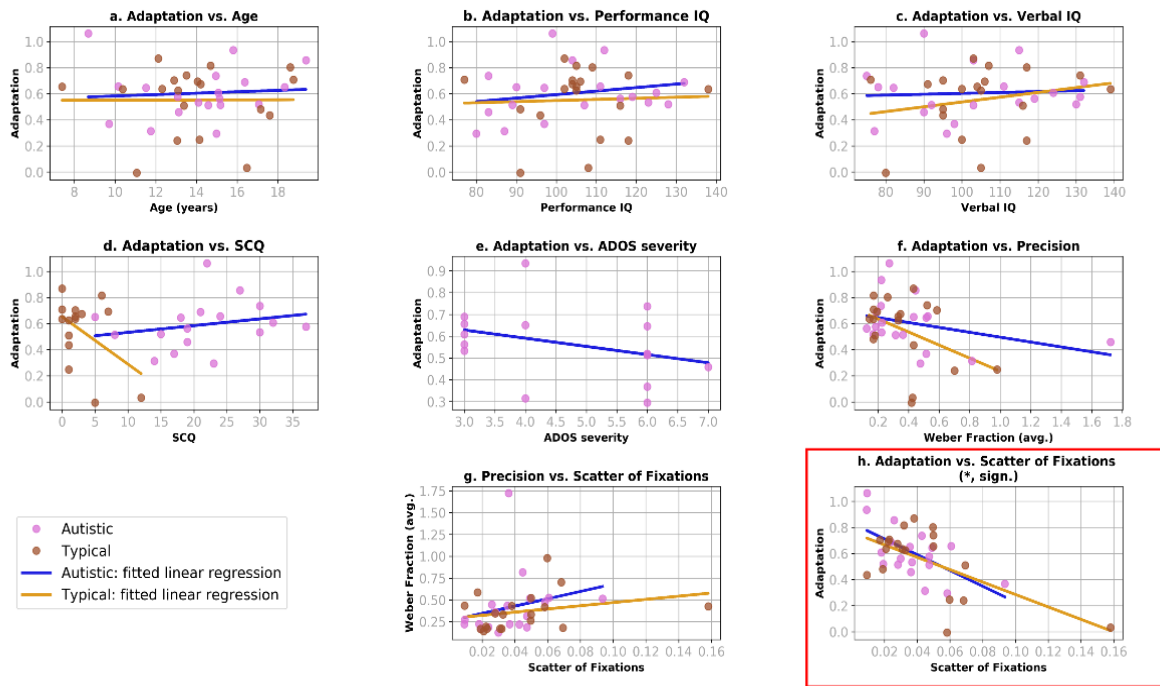 a. Adaptation vs. Age
Adaptation
1.0
0.8
0.6
0.4
0.2
0.0
8 10 12 14 16 18
Age (years)
b. Adaptation vs. Performance IQ
Adaptation
1.0
0.8
0.6
0.4
0.2
0.0
80 90 100 110 120 130 140
Performance IQ
c. Adaptation vs. Verbal IQ
Adaptation
1.0
0.8
0.6
0.4
0.2
0.0
80 90 100 110 120 130 140
Verbal IQ
d. Adaptation vs. SCQ
Adaptation
1.0
0.8
0.6
0.4
0.2
0.0
0 5 10 15 20 25 30 35
SCQ
e. Adaptation vs. ADOS severity
Adaptation
0.9
0.8
0.7
0.6
0.5
0.4
0.3
3.0 3.5 4.0 4.5 5.0 5.5 6.0 6.5 7.0
ADOS severity
f. Adaptation vs. Precision
Adaptation
1.0
0.8
0.6
0.4
0.2
0.0
0.2 0.4 0.6 0.8 1.0 1.2 1.4 1.6 1.8
Weber Fraction (avg.)
Autistic
Typical
Autistic: fitted linear regression
Typical: fitted linear regression
g. Precision vs. Scatter of Fixations
Weber Fraction (avg.)
1.75
1.50
1.25
1.00
0.75
0.50
0.25
0.02 0.04 0.06 0.08 0.10 0.12 0.14 0.16
Scatter of Fixations
h. Adaptation vs. Scatter of Fixations
(*, sign.)
Adaptation
1.0
0.8
0.6
0.4
0.2
0.0
0.02 0.04 0.06 0.08 0.10 0.12 0.14 0.16
Scatter of Fixations